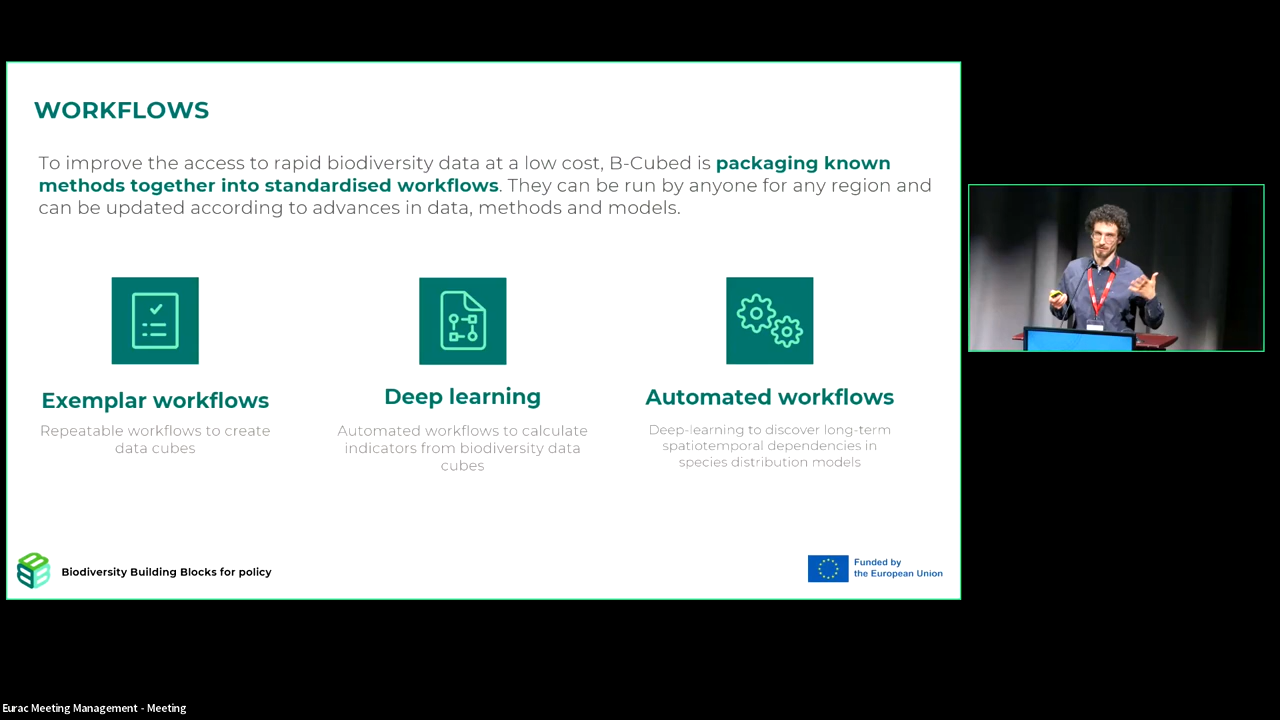 WORKFLOWS
To improve the access to rapid biodiversity data at a low cost, B-Cubed is packaging known
methods together into standardised workflows. They can be run by anyone for any region and
can be updated according to advances in data, methods and models.
Exemplar workflows
Repeatable workflows to create
data cubes
Deep learning
Automated workflows to calculate
indicators from biodiversity data
cubes
Automated workflows
Deep-learning to discover long-term
spatiotemporal dependencies in
species distribution models
Biodiversity Building Blocks for policy
Funded by
the European Union
Eurac Meeting Management - Meeting